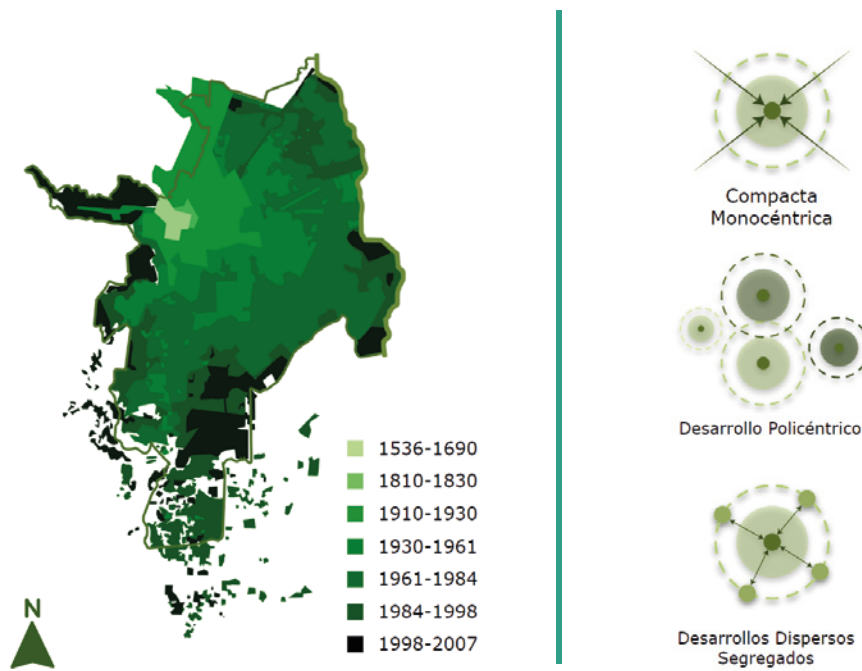 1536-1690
1810-1830
1910-1930
1930-1961
1961-1984
1984-1998
1998-2007
N
Compacta
Monocéntrica
Desarrollo Policéntrico
Desarrollos Dispersos
Segregados